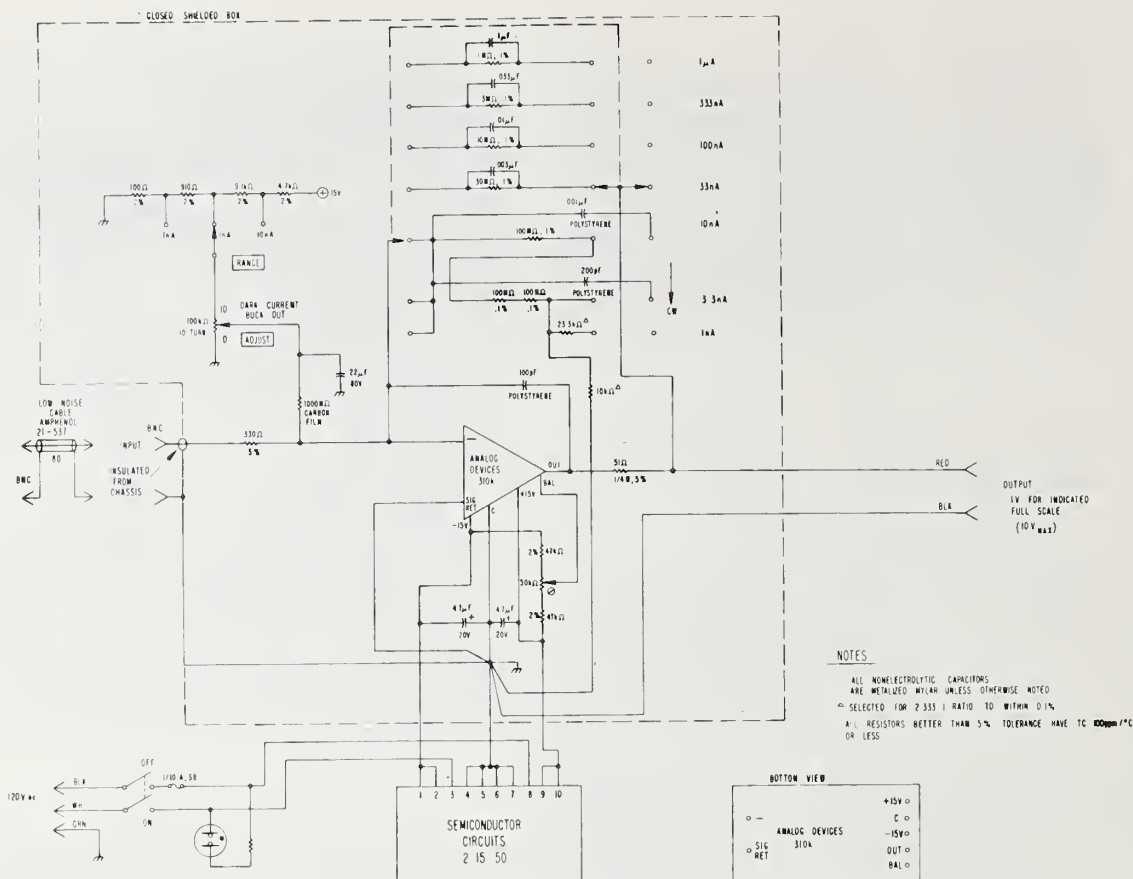 CLOSED SHIELDED BOX
1µF
1MΩ, 1%
1µA
.033µF
3MΩ, 1%
333nA
.01µF
10MΩ, 1%
100nA
.003µF
30MΩ, 1%
33nA
100Ω
2%
910Ω
2%
9.1kΩ
2%
4.7kΩ
2%
15V
1nA
1nA
10nA
RANGE
.001µF
POLYSTYRENE
10nA
100MΩ, 1%
200pF
POLYSTYRENE
100MΩ
.1%
100MΩ
.1%
3.3nA
CW
23.3kΩ△
1nA
10
DARK CURRENT
BUCK OUT
100kΩ
10 TURN
0
ADJUST
22µF
80V
1000MΩ
CARBON
FILM
100pF
POLYSTYRENE
10kΩ△
LOW NOISE
CABLE
AMPHENOL
21-537
80
BNC
BNC
INPUT
INSULATED
FROM
CHASSIS
330Ω
5%
−
ANALOG
DEVICES
310k
OUT
BAL
+15V
SIG
RET
-15V
C
51Ω
1/4W, 5%
RED
BLK
OUTPUT
1V FOR INDICATED
FULL SCALE
(10 V MAX)
2%
47kΩ
50kΩ
2%
47kΩ
4.7µF
+
20V
4.7µF
+
20V
NOTES
ALL NONELECTROLYTIC CAPACITORS
ARE METALIZED MYLAR UNLESS OTHERWISE NOTED
△ SELECTED FOR 2.333 1 RATIO TO WITHIN 0.1%
ALL RESISTORS BETTER THAN 5% TOLERANCE HAVE TC 100ppm/°C
OR LESS
120V ac
BLK
WH
GRN
OFF
ON
1/10 A, SB
1 2 3 4 5 6 7 8 9 10
SEMICONDUCTOR
CIRCUITS
2 15 50
BOTTOM VIEW
−
SIG
RET
ANALOG DEVICES
310k
+15V
C
-15V
OUT
BAL